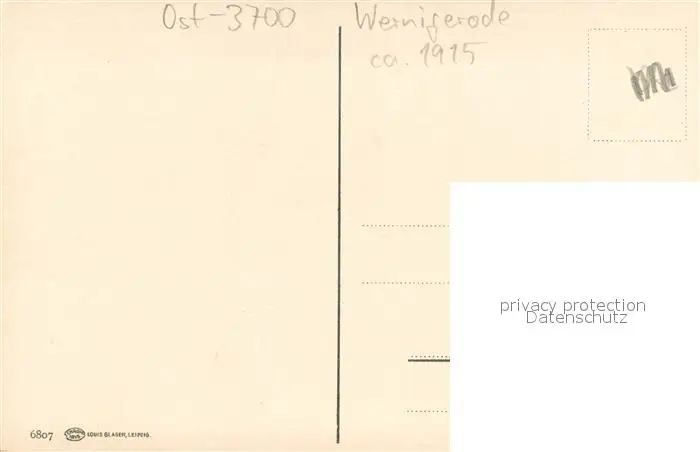 Ost-3700
Wernigerode
ca. 1915
privacy protection
Datenschutz
6807
LOUIS GLASER, LEIPZIG.